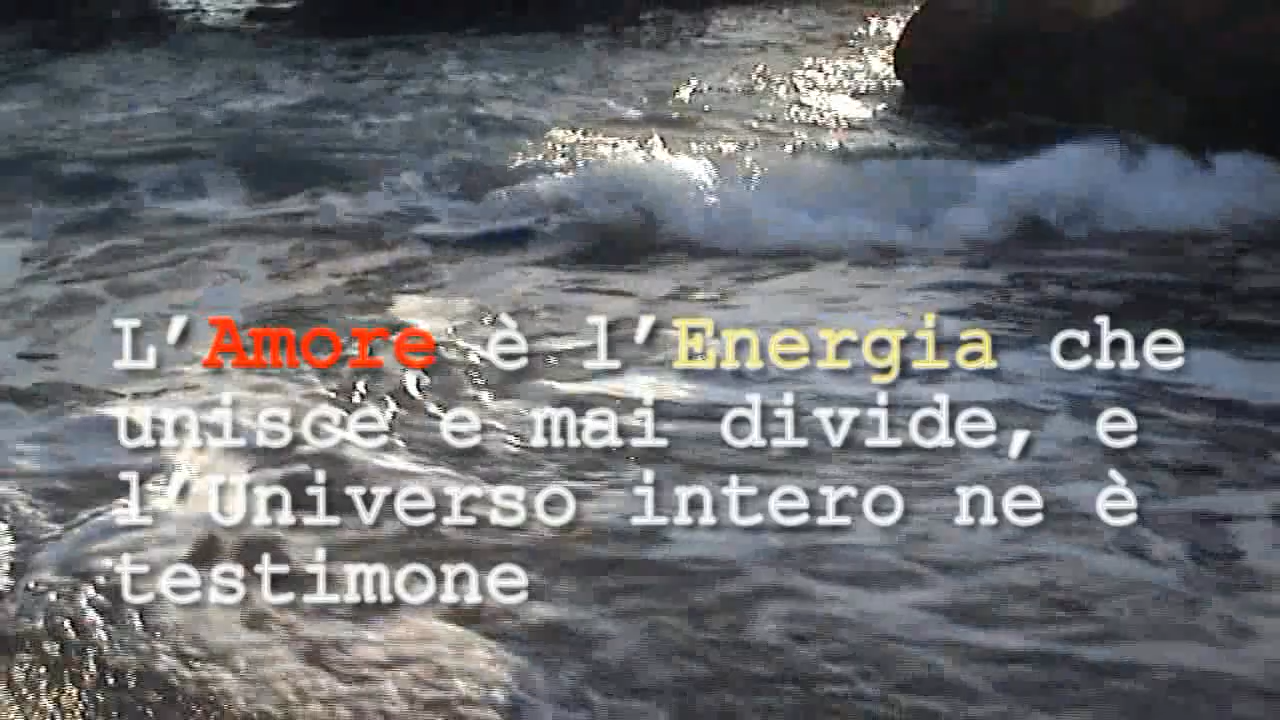 L’Amore è l’Energia che
unisce e mai divide, e
l’Universo intero ne è
testimone